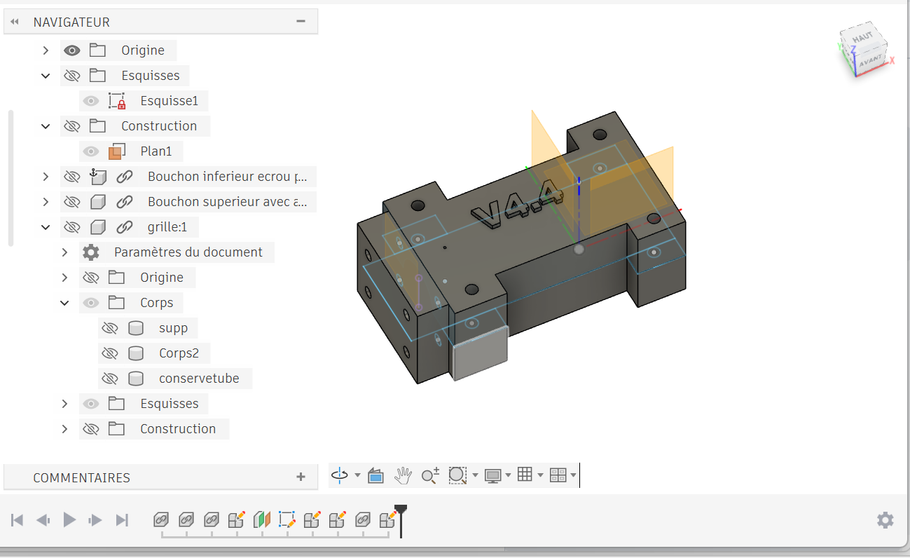 NAVIGATEUR
Origine
Esquisses
Esquisse1
Construction
Plan1
Bouchon inferieur ecrou p...
Bouchon superieur avec a...
grille:1
Paramètres du document
Origine
Corps
supp
Corps2
conservetube
Esquisses
Construction
COMMENTAIRES
HAUT
AVANT
Z
X
Y
V4.A